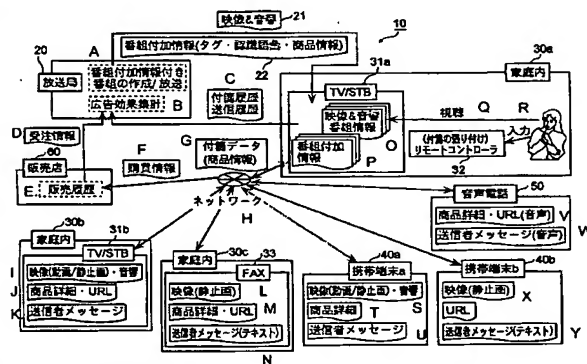 映像&音響 21
10
番組付加情報(タグ・認識語彙・商品情報)
22
20
放送局
A
番組付加情報付き
番組の作成/放送
広告効果集計 B
C
付箋履歴
送信履歴
30a
家庭内
31a
TV/STB
映像&音響
番組情報 O
番組付加
情報 P
視聴 Q R
入力
(付箋の張り付け)
リモートコントローラ
32
D 受注情報
60
販売店
E 販売履歴
F
購買情報
G
付箋データ
(商品情報)
ネットワーク
H
音声電話 50
商品詳細・URL(音声) V
送信者メッセージ(音声) W
30b
家庭内
31b
TV/STB
I 映像(動画/静止画)・音響
J 商品詳細・URL
K 送信者メッセージ
30c
家庭内
33
FAX
映像(静止画) L
商品詳細・URL M
送信者メッセージ(テキスト)
N
40a
携帯端末a
映像(動画/静止画)・音響 S
商品詳細 T
送信者メッセージ U
40b
携帯端末b
映像(静止画) X
URL
送信者メッセージ(テキスト) Y